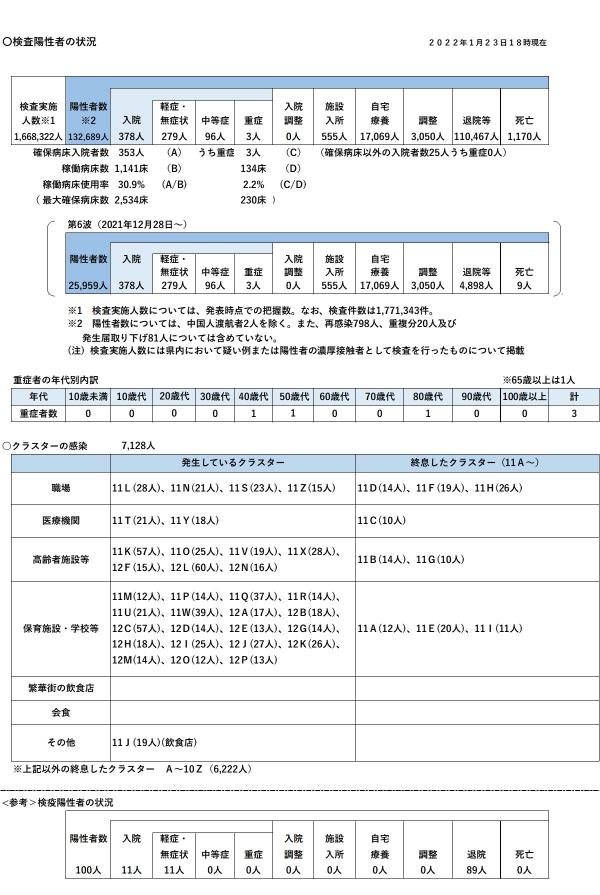 〇検査陽性者の状況
2022年1月23日18時現在
検査実施 陽性者数 軽症・ 入院 施設 自宅
人数※1 ※2 入院 無症状 中等症 重症 調整 入所 療養 調整 退院等 死亡
1,668,322人 132,689人 378人 279人 96人 3人 0人 555人 17,069人 3,050人 110,467人 1,170人
確保病床入院者数 353人 (A) うち重症 3人 (C) (確保病床以外の入院者数25人うち重症0人)
稼働病床数 1,141床 (B) 134床 (D)
稼働病床使用率 30.9% (A/B) 2.2% (C/D)
( 最大確保病床数 2,534床 230床 )
第6波(2021年12月28日～)
陽性者数 軽症・ 入院 施設 自宅
入院 無症状 中等症 重症 調整 入所 療養 調整 退院等 死亡
25,959人 378人 279人 96人 3人 0人 555人 17,069人 3,050人 4,898人 9人
※1 検査実施人数については、発表時点での把握数。なお、検査件数は1,771,343件。
※2 陽性者数については、中国人渡航者2人を除く。また、再感染798人、重複分20人及び
発生届取り下げ81人については含めていない。
(注) 検査実施人数には県内において疑い例または陽性者の濃厚接触者として検査を行ったものについて掲載
重症者の年代別内訳 ※65歳以上は1人
年代 10歳未満 10歳代 20歳代 30歳代 40歳代 50歳代 60歳代 70歳代 80歳代 90歳代 100歳以上 計
重症者数 0 0 0 0 1 1 0 0 1 0 0 3
〇クラスターの感染 7,128人
発生しているクラスター 終息したクラスター(11A～)
職場 11L(28人)、11N(21人)、11S(23人)、11Z(15人) 11D(14人)、11F(19人)、11H(26人)
医療機関 11T(21人)、11Y(18人) 11C(10人)
高齢者施設等 11K(57人)、11O(25人)、11V(19人)、11X(28人)、
12F(15人)、12L(60人)、12N(16人) 11B(14人)、11G(10人)
保育施設・学校等 11M(12人)、11P(14人)、11Q(37人)、11R(14人)、
11U(21人)、11W(39人)、12A(17人)、12B(18人)、
12C(57人)、12D(14人)、12E(13人)、12G(14人)、
12H(18人)、12I(25人)、12J(27人)、12K(26人)、
12M(14人)、12O(12人)、12P(13人) 11A(12人)、11E(20人)、11I(11人)
繁華街の飲食店
会食
その他 11J(19人)(飲食店)
※上記以外の終息したクラスター A～10Z(6,222人)
<参考>検疫陽性者の状況
陽性者数 入院 軽症・ 入院 施設 自宅
無症状 中等症 重症 調整 入所 療養 調整 退院 死亡
100人 11人 11人 0人 0人 0人 0人 0人 0人 89人 0人